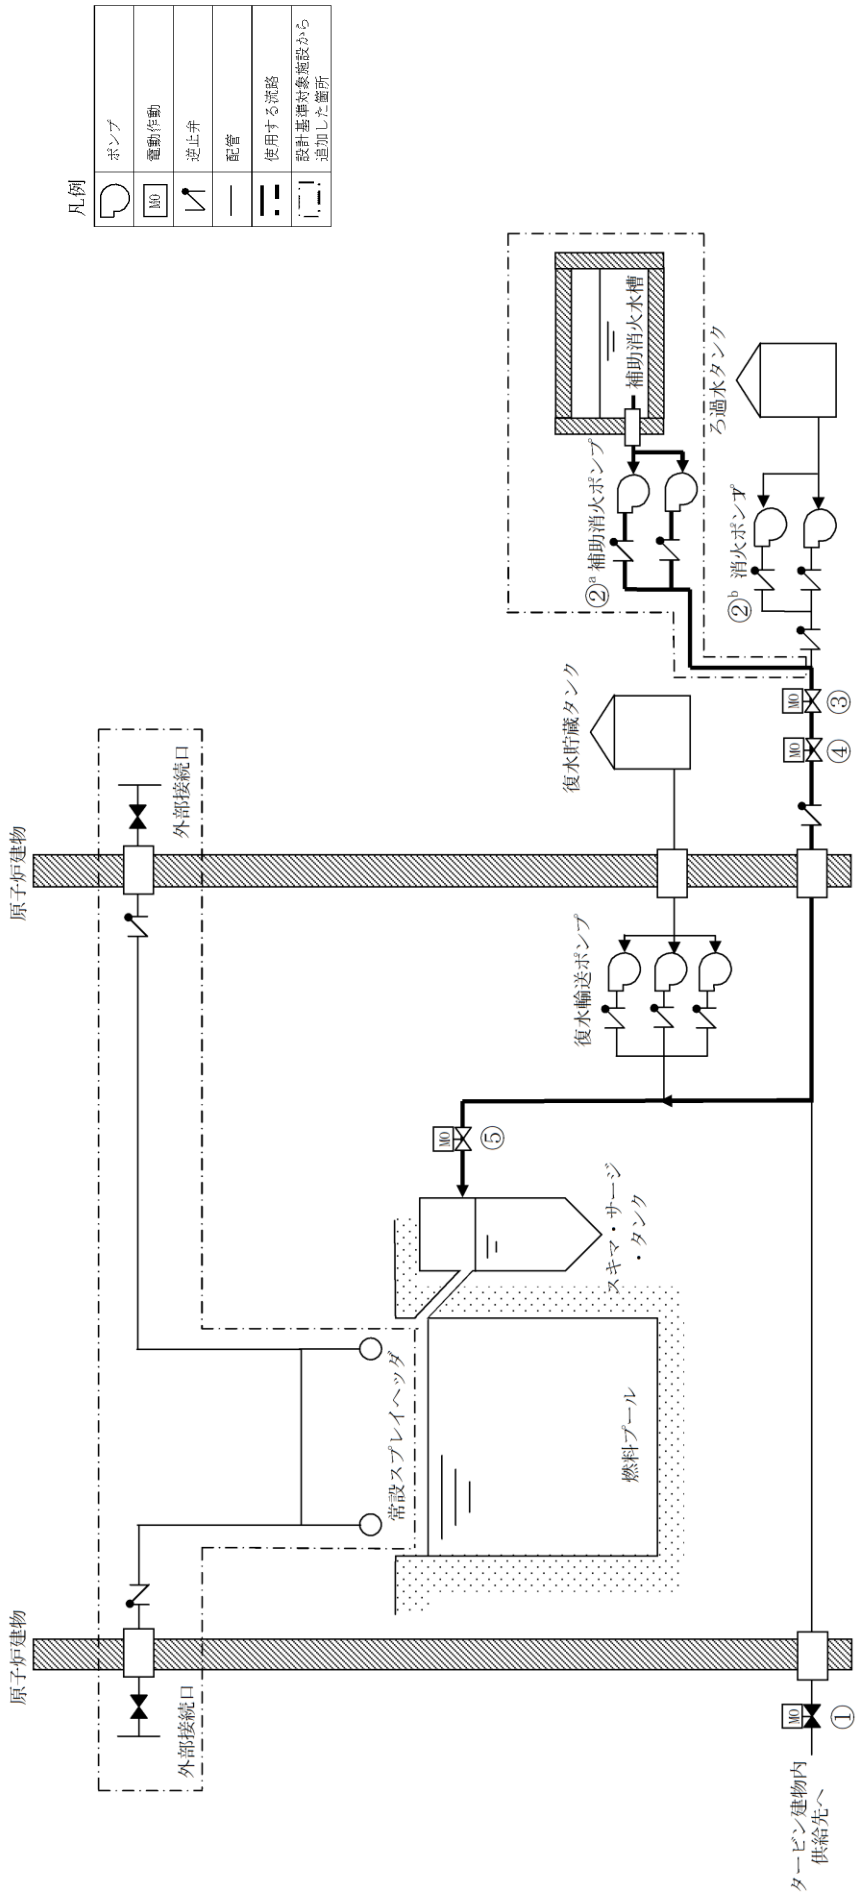 凡例
ポンプ
MO
電動作動
逆止弁
配管
使用する流路
設計基準対象施設から
追加した箇所
原子炉建物
原子炉建物
外部接続口
外部接続口
常設スプレイヘッダ
燃料プール
スキマ・サージ
・タンク
MO
⑤
復水輸送ポンプ
復水貯蔵タンク
②a 補助消火ポンプ
補助消火水槽
②b 消火ポンプ
ろ過水タンク
MO
③
MO
④
MO
①
タービン建物内
供給先へ